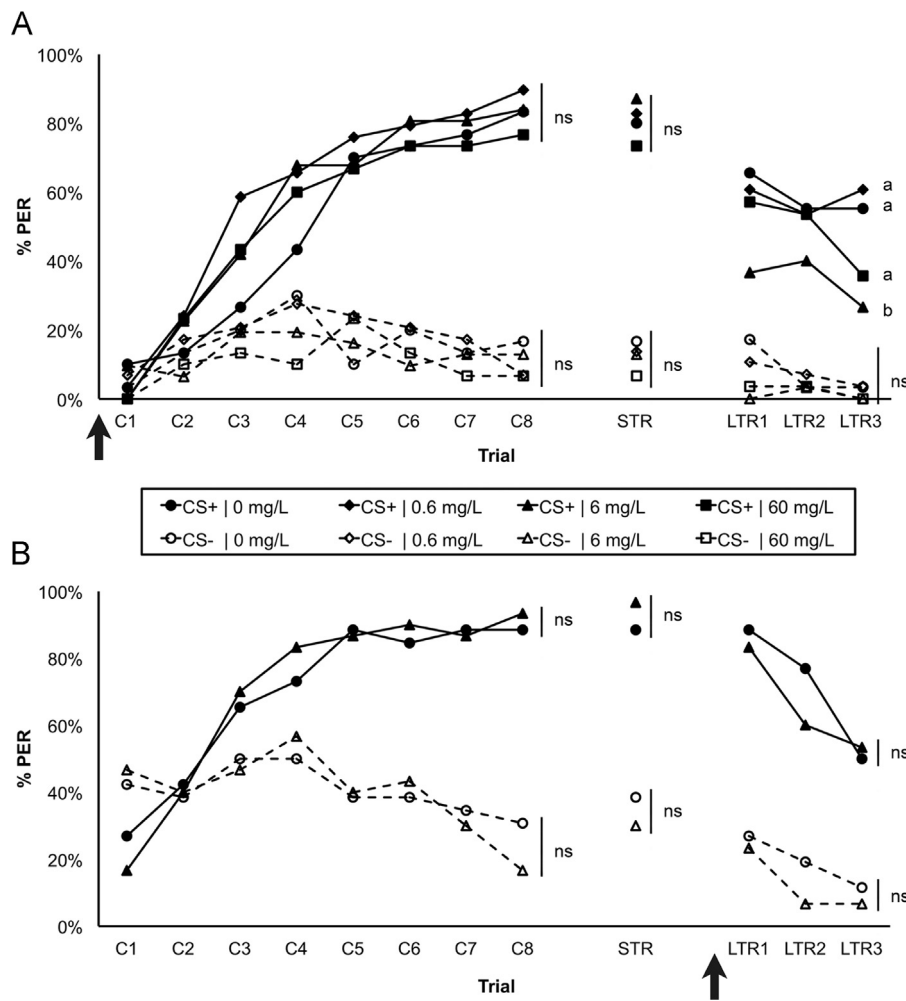 A
100%
80%
60%
40%
20%
0%
% PER
ns
ns
ns
ns
a
a
a
b
ns
C1 C2 C3 C4 C5 C6 C7 C8 STR LTR1 LTR2 LTR3
Trial
CS+ | 0 mg/L CS+ | 0.6 mg/L CS+ | 6 mg/L CS+ | 60 mg/L
CS- | 0 mg/L CS- | 0.6 mg/L CS- | 6 mg/L CS- | 60 mg/L
B
100%
80%
60%
40%
20%
0%
% PER
ns
ns
ns
ns
ns
ns
C1 C2 C3 C4 C5 C6 C7 C8 STR LTR1 LTR2 LTR3
Trial